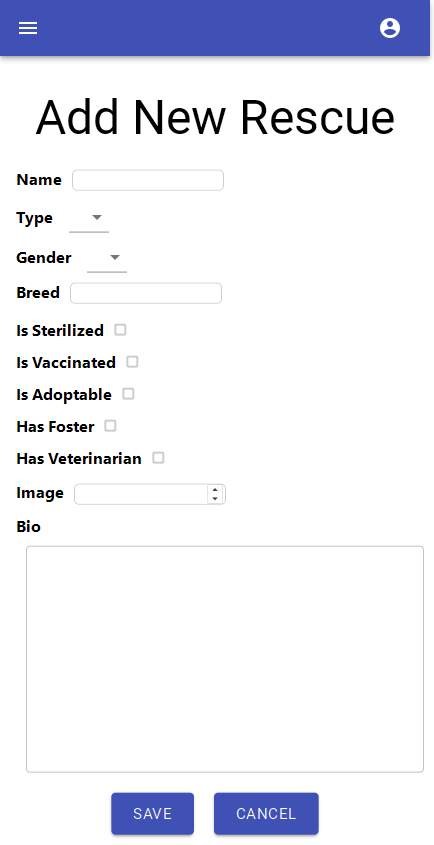 Add New Rescue
Name
Type
Gender
Breed
Is Sterilized
Is Vaccinated
Is Adoptable
Has Foster
Has Veterinarian
Image
Bio
SAVE CANCEL